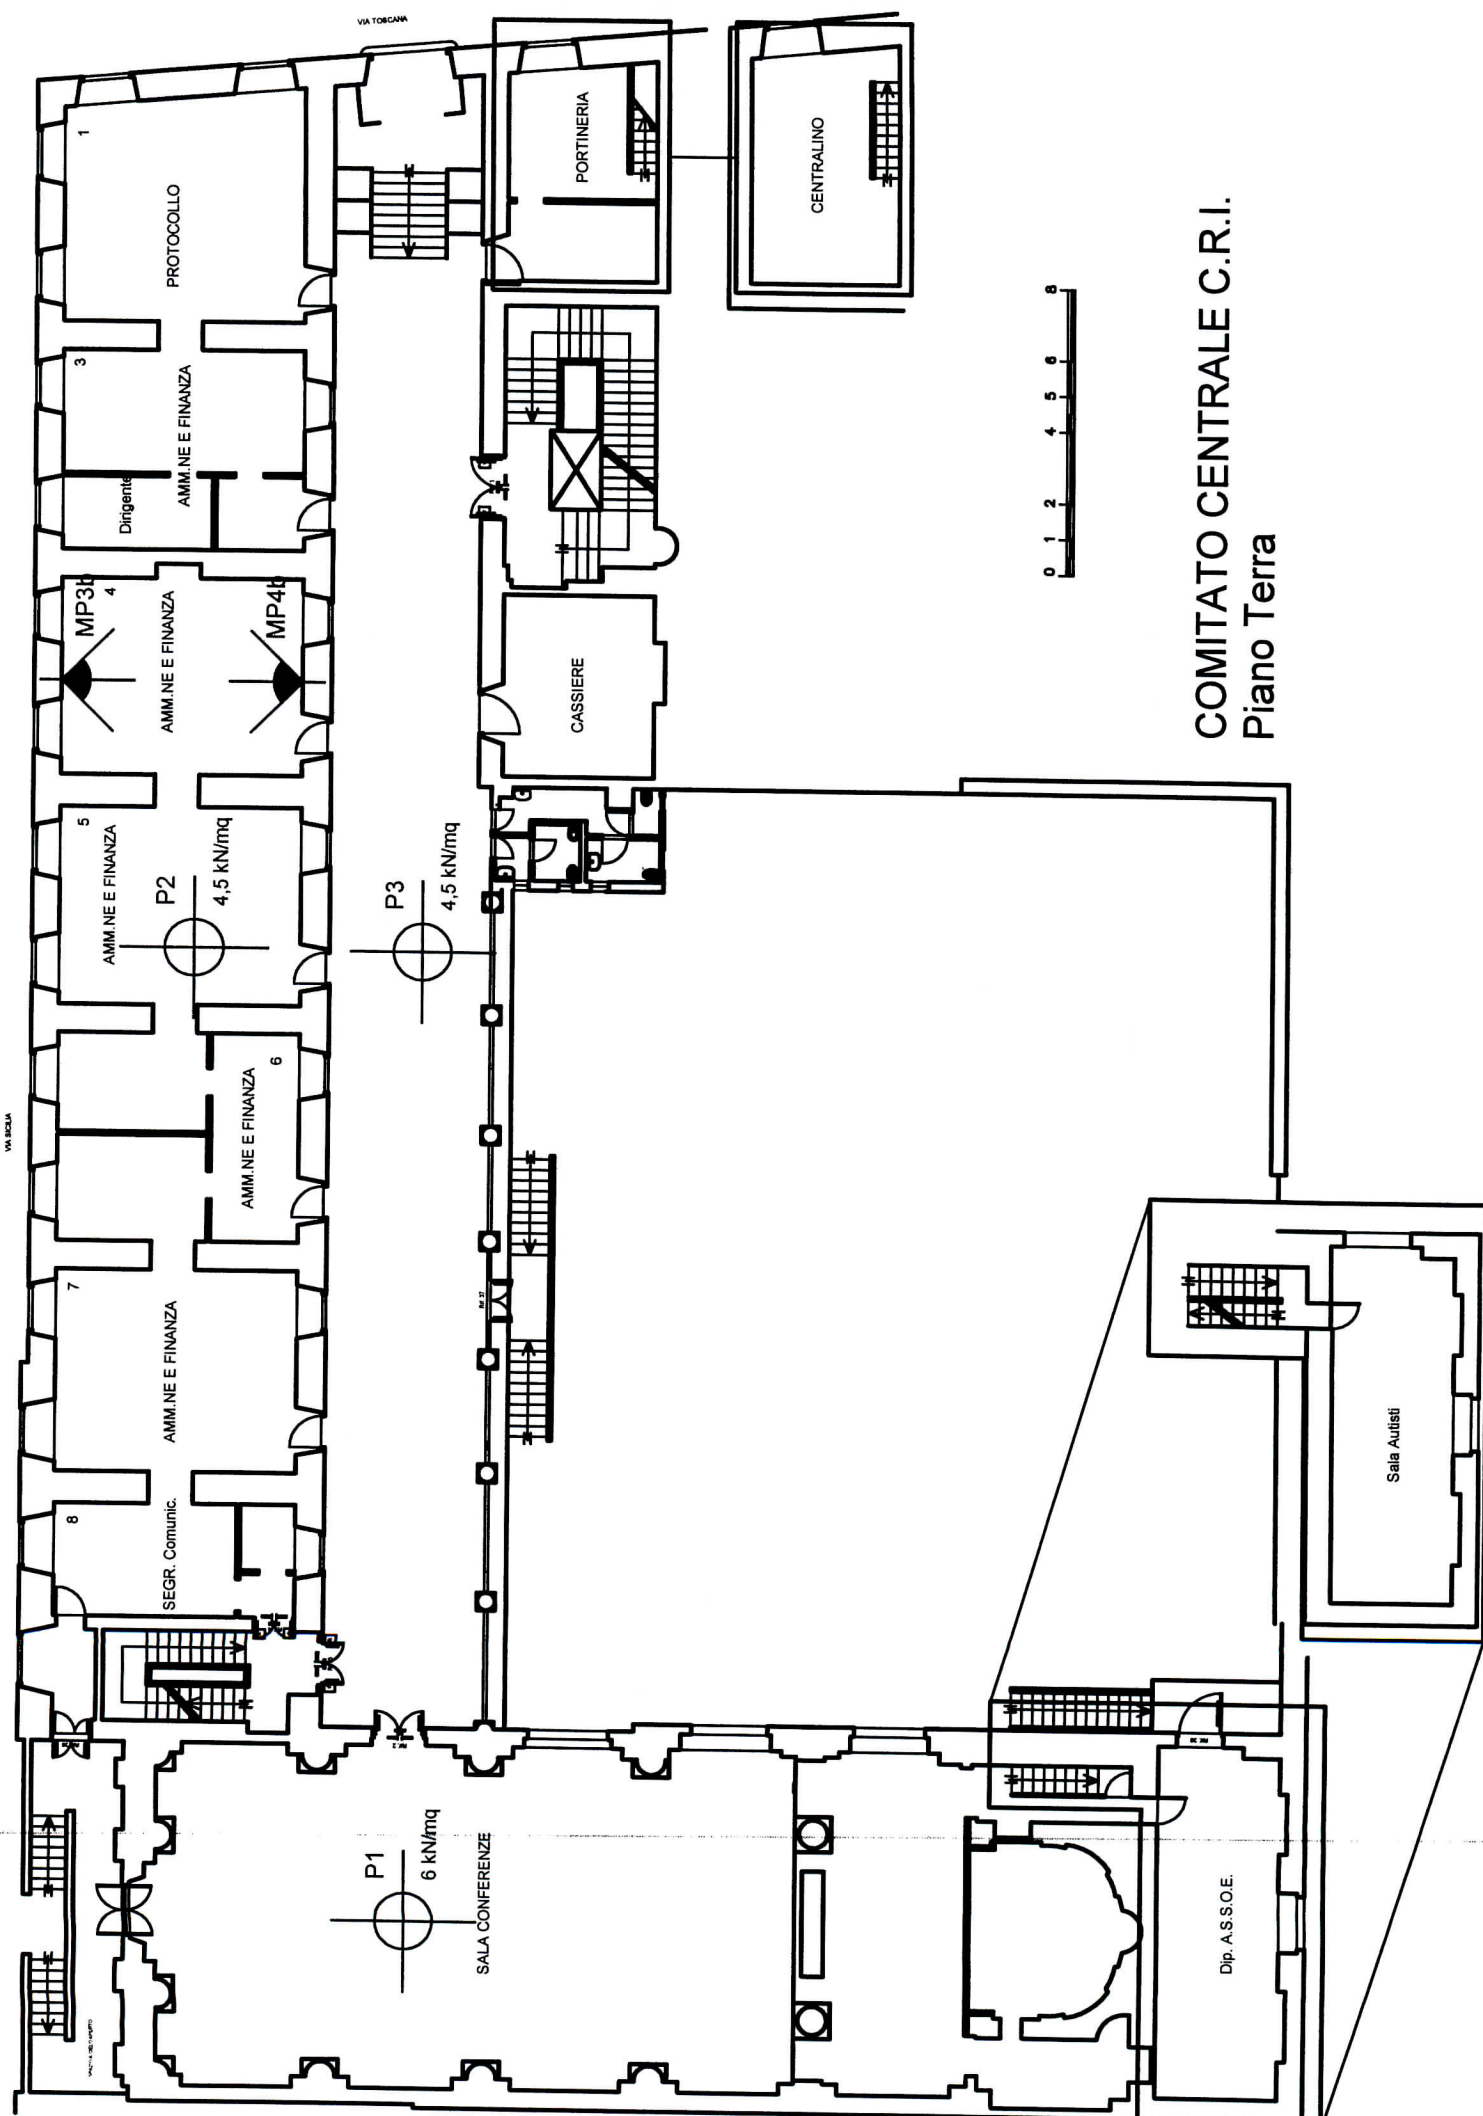 VIA TOSCANA
1
PROTOCOLLO
PORTINERIA
CENTRALINO
3
AMM.NE E FINANZA
Dirigente
MP3b
4
AMM.NE E FINANZA
MP4b
CASSIERE
5
AMM.NE E FINANZA
P2
4,5 kN/mq
P3
4,5 kN/mq
6
AMM.NE E FINANZA
VIA SICILIA
7
AMM.NE E FINANZA
8
SEGR. Comunic.
P1
6 kN/mq
SALA CONFERENZE
Dip. A.S.S.O.E.
Sala Autisti
0 1 2 4 5 6 8
COMITATO CENTRALE C.R.I.
Piano Terra